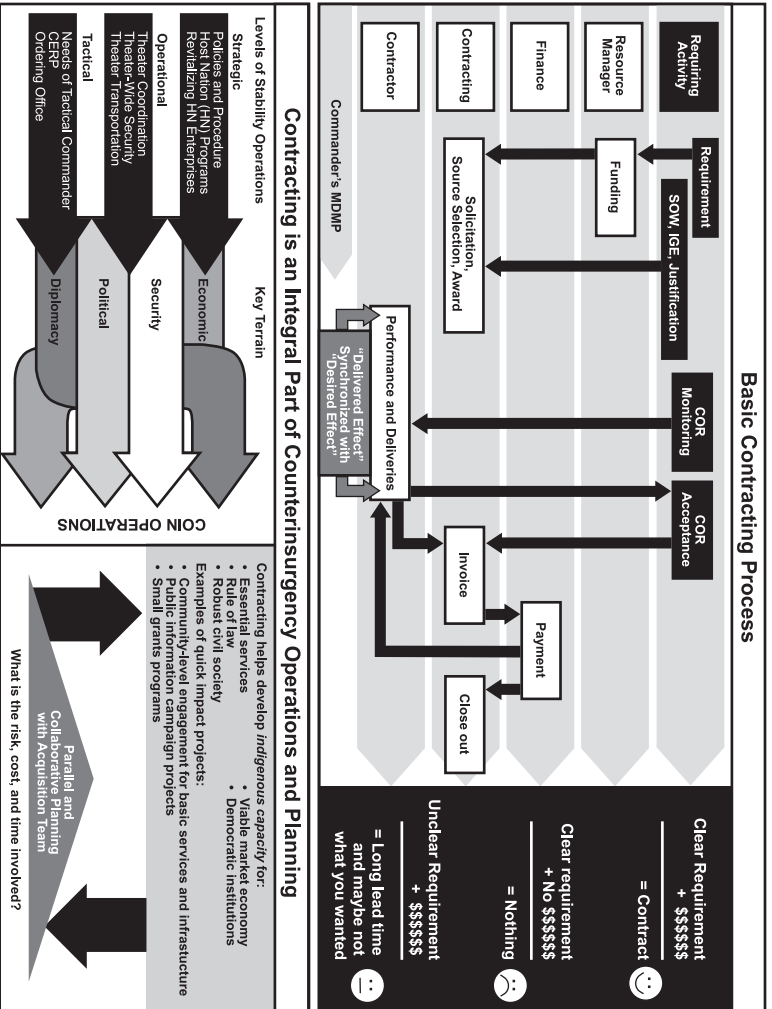 Basic Contracting Process
Requiring
Activity
Resource
Manager
Finance
Contracting
Contractor
Commander's MDMP
Requirement
SOW, IGE, Justification
Funding
Solicitation,
Source Selection, Award
COR
Monitoring
COR
Acceptance
Performance and Deliveries
"Delivered Effect"
Synchronized with
"Desired Effect"
Invoice
Payment
Close out
Clear Requirement
+ $$$$$$$
= Contract
Clear requirement
+ No $$$$$$$
= Nothing
Unclear Requirement
+ $$$$$$$
= Long lead time
and maybe not
what you wanted
Contracting is an Integral Part of Counterinsurgency Operations and Planning
Levels of Stability Operations
Key Terrain
Strategic
Policies and Procedure
Host Nation (HN) Programs
Revitalizing HN Enterprises
Operational
Theater Coordination
Theater-Wide Security
Theater Transportation
Tactical
Needs of Tactical Commander
CERP
Ordering Office
Economic
Security
Political
Diplomacy
COIN OPERATIONS
Contracting helps develop indigenous capacity for:
• Essential services
• Rule of law
• Robust civil society
• Viable market economy
• Democratic institutions
Examples of quick impact projects:
• Community-level engagement for basic services and infrastucture
• Public information campaign projects
• Small grants programs
Parallel and
Collaborative Planning
with Acquisition Team
What is the risk, cost, and time involved?